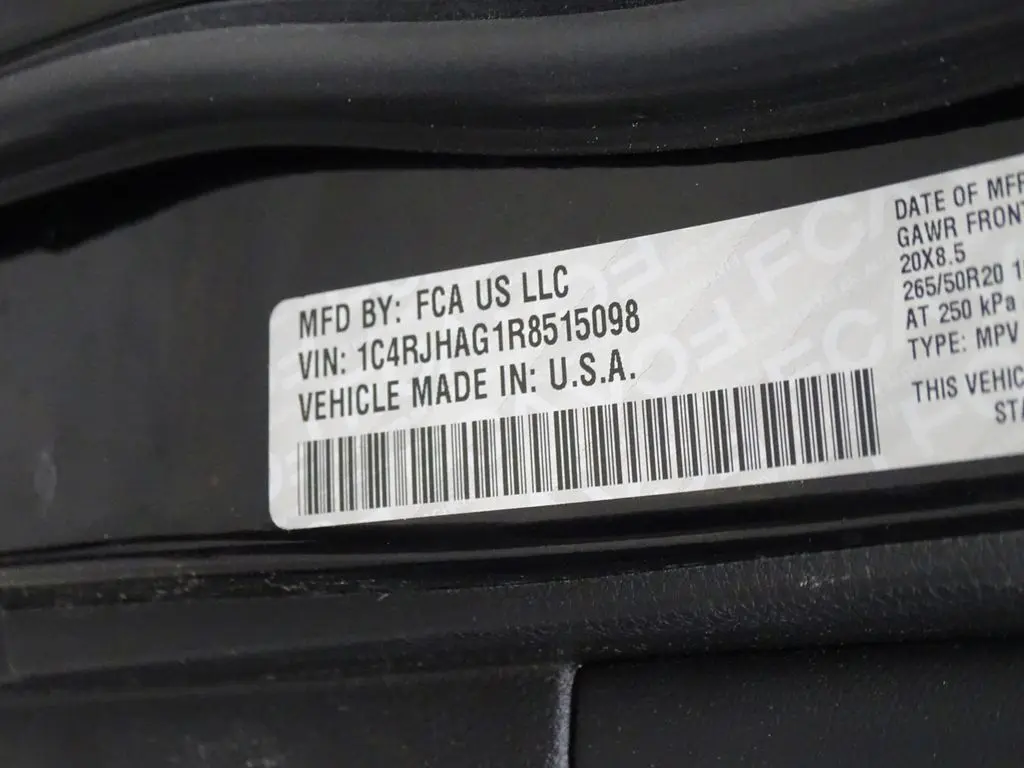 MFD BY: FCA US LLC
VIN: 1C4RJHAG1R8515098
VEHICLE MADE IN: U.S.A.
DATE OF MFR
GAWR FRONT
20X8.5
265/50R20
AT 250 kPa
TYPE: MPV
THIS VEHIC
STA